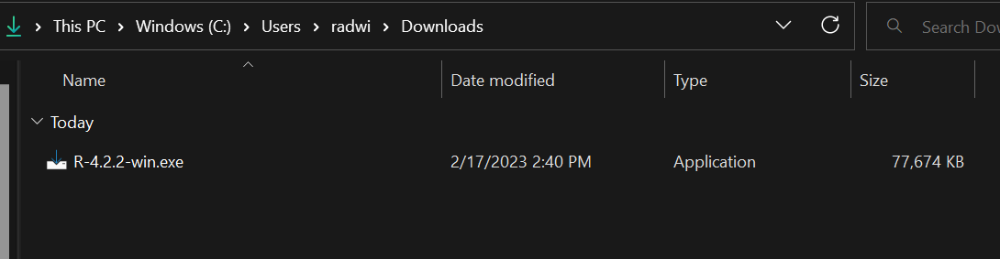 This PC > Windows (C:) > Users > radwi > Downloads
Search Dow
Name Date modified Type Size
Today
R-4.2.2-win.exe 2/17/2023 2:40 PM Application 77,674 KB